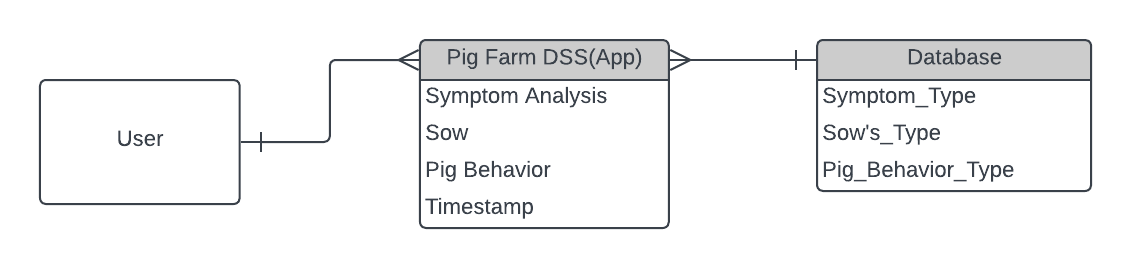 User
Pig Farm DSS(App)
Symptom Analysis
Sow
Pig Behavior
Timestamp
Database
Symptom_Type
Sow's_Type
Pig_Behavior_Type